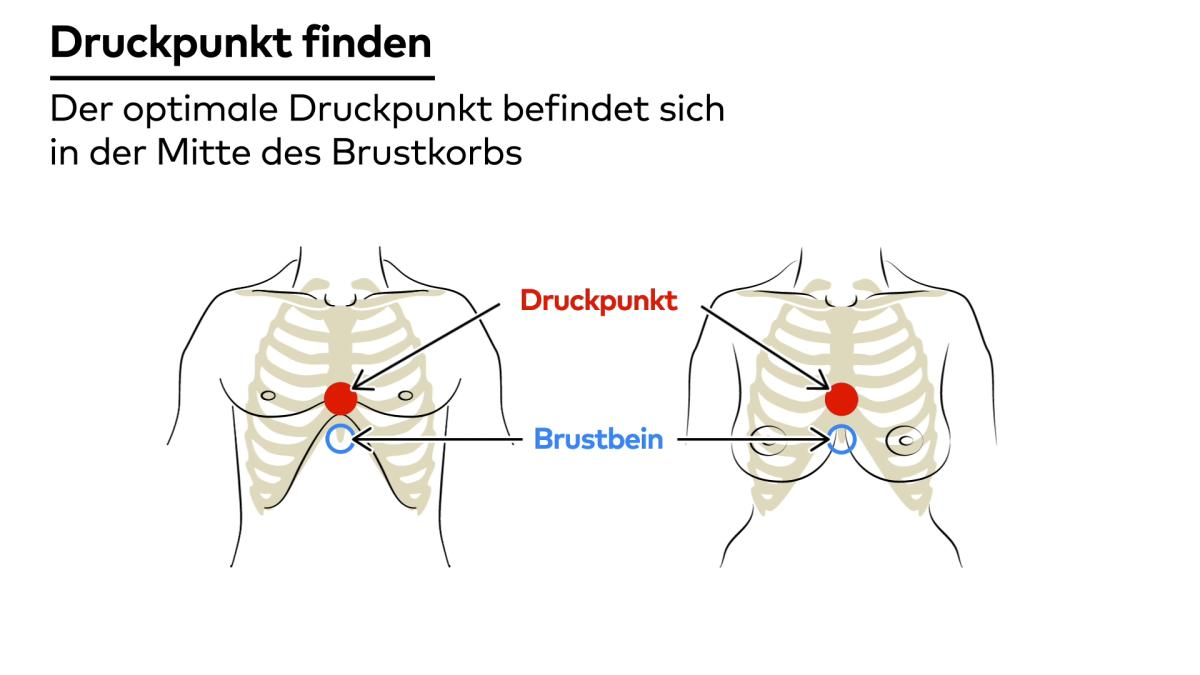 Druckpunkt finden
Der optimale Druckpunkt befindet sich
in der Mitte des Brustkorbs
Druckpunkt
Brustbein